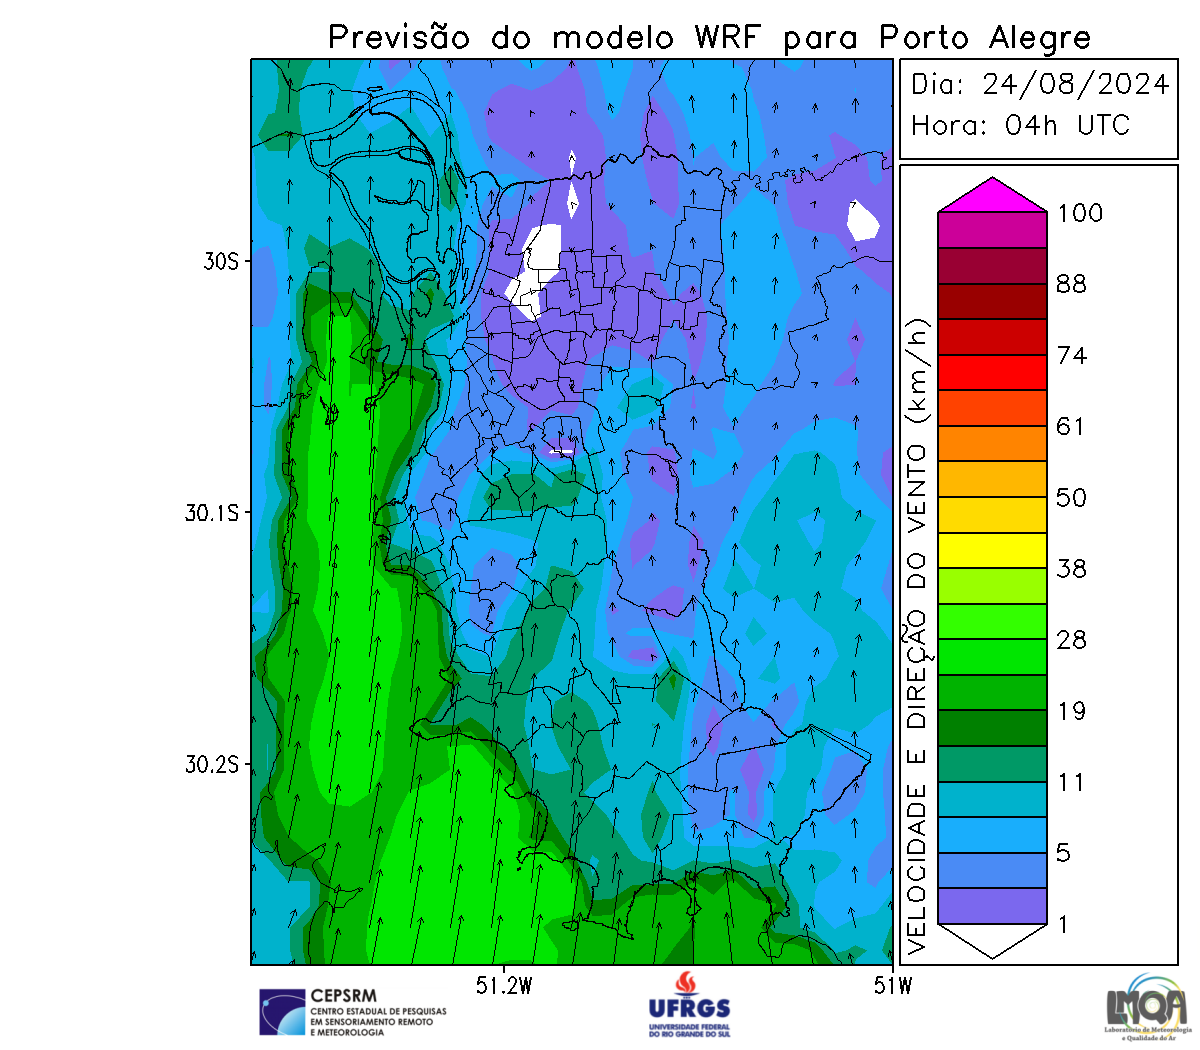 Previsão do modelo WRF para Porto Alegre
Dia: 24/08/2024
Hora: 04h UTC
30S
30.1S
30.2S
51.2W
51W
VELOCIDADE E DIREÇÃO DO VENTO (km/h)
100
88
74
61
50
38
28
19
11
5
1
CEPSRM
CENTRO ESTADUAL DE PESQUISAS
EM SENSORIAMENTO REMOTO
E METEOROLOGIA
UFRGS
UNIVERSIDADE FEDERAL
DO RIO GRANDE DO SUL
LMQA
Laboratório de Meteorologia
e Qualidade do Ar